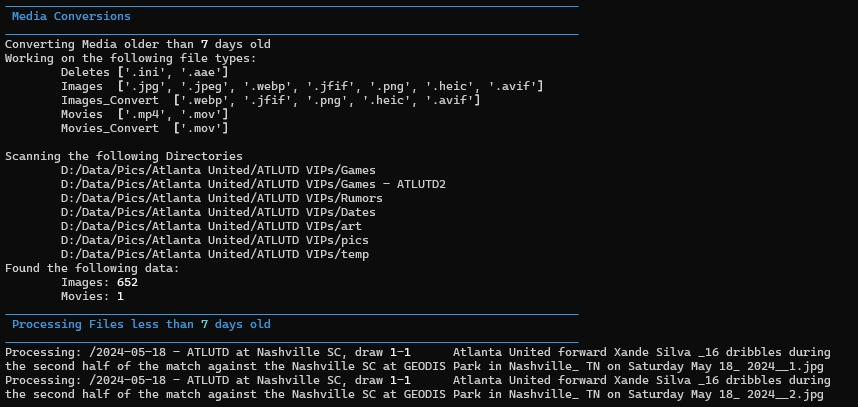 Media Conversions
Converting Media older than 7 days old
Working on the following file types:
Deletes ['.ini', '.aae']
Images ['.jpg', '.jpeg', '.webp', '.jfif', '.png', '.heic', '.avif']
Images_Convert ['.webp', '.jfif', '.png', '.heic', '.avif']
Movies ['.mp4', '.mov']
Movies_Convert ['.mov']
Scanning the following Directories
D:/Data/Pics/Atlanta United/ATLUTD VIPs/Games
D:/Data/Pics/Atlanta United/ATLUTD VIPs/Games - ATLUTD2
D:/Data/Pics/Atlanta United/ATLUTD VIPs/Rumors
D:/Data/Pics/Atlanta United/ATLUTD VIPs/Dates
D:/Data/Pics/Atlanta United/ATLUTD VIPs/art
D:/Data/Pics/Atlanta United/ATLUTD VIPs/pics
D:/Data/Pics/Atlanta United/ATLUTD VIPs/temp
Found the following data:
Images: 652
Movies: 1
Processing Files less than 7 days old
Processing: /2024-05-18 - ATLUTD at Nashville SC, draw 1-1 Atlanta United forward Xande Silva _16 dribbles during
the second half of the match against the Nashville SC at GEODIS Park in Nashville_ TN on Saturday May 18_ 2024__1.jpg
Processing: /2024-05-18 - ATLUTD at Nashville SC, draw 1-1 Atlanta United forward Xande Silva _16 dribbles during
the second half of the match against the Nashville SC at GEODIS Park in Nashville_ TN on Saturday May 18_ 2024__2.jpg